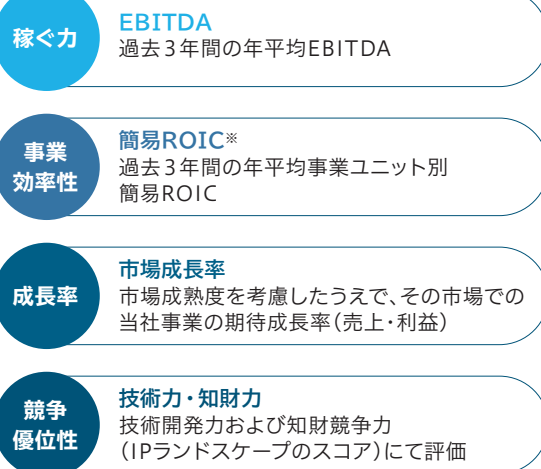 稼ぐ力
EBITDA
過去3年間の年平均EBITDA
事業
効率性
簡易ROIC※
過去3年間の年平均事業ユニット別
簡易ROIC
成長率
市場成長率
市場成熟度を考慮したうえで、その市場での
当社事業の期待成長率（売上・利益）
競争
優位性
技術力・知財力
技術開発力および知財競争力
（IPランドスケープのスコア）にて評価